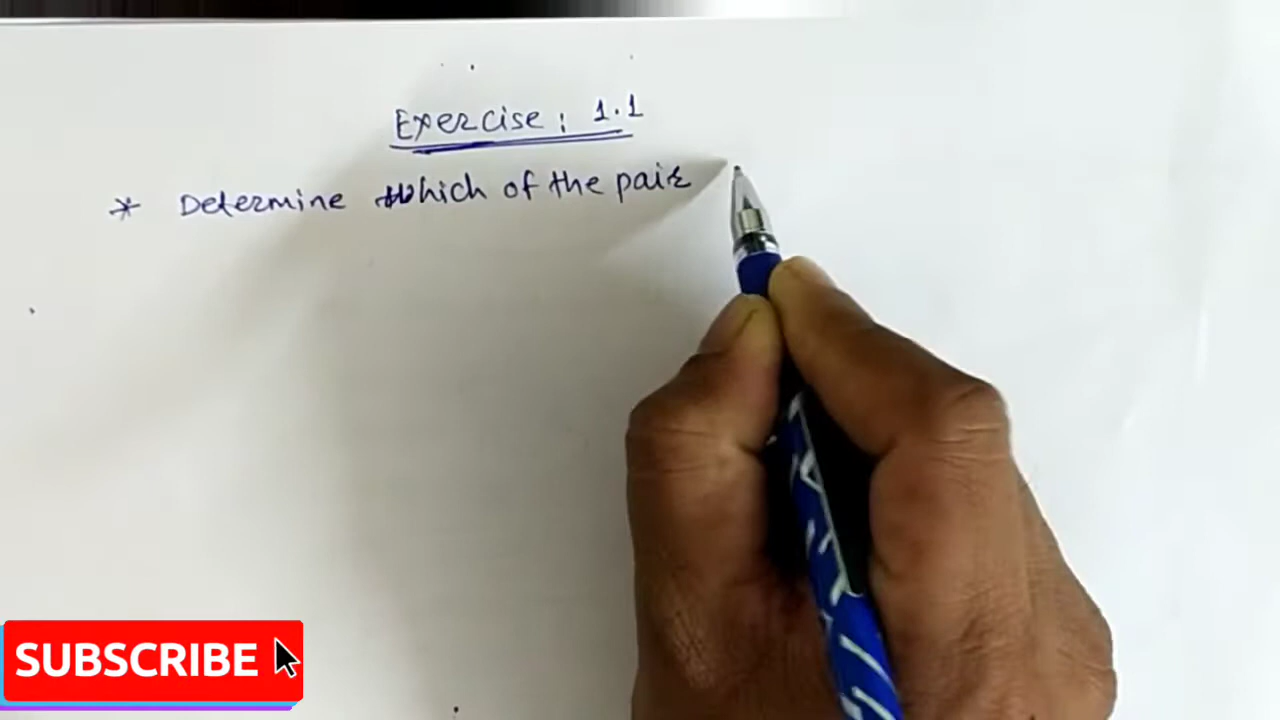 Exercise: 1.1
* Determine which of the pair
SUBSCRIBE